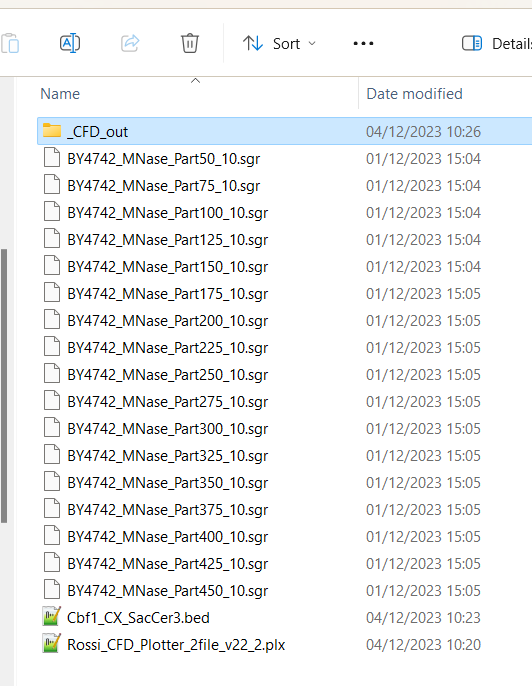 Sort
Details
Name Date modified
_CFD_out 04/12/2023 10:26
BY4742_MNase_Part50_10.sgr 01/12/2023 15:04
BY4742_MNase_Part75_10.sgr 01/12/2023 15:04
BY4742_MNase_Part100_10.sgr 01/12/2023 15:04
BY4742_MNase_Part125_10.sgr 01/12/2023 15:04
BY4742_MNase_Part150_10.sgr 01/12/2023 15:04
BY4742_MNase_Part175_10.sgr 01/12/2023 15:05
BY4742_MNase_Part200_10.sgr 01/12/2023 15:05
BY4742_MNase_Part225_10.sgr 01/12/2023 15:05
BY4742_MNase_Part250_10.sgr 01/12/2023 15:05
BY4742_MNase_Part275_10.sgr 01/12/2023 15:05
BY4742_MNase_Part300_10.sgr 01/12/2023 15:05
BY4742_MNase_Part325_10.sgr 01/12/2023 15:05
BY4742_MNase_Part350_10.sgr 01/12/2023 15:05
BY4742_MNase_Part375_10.sgr 01/12/2023 15:05
BY4742_MNase_Part400_10.sgr 01/12/2023 15:05
BY4742_MNase_Part425_10.sgr 01/12/2023 15:05
BY4742_MNase_Part450_10.sgr 01/12/2023 15:05
Cbf1_CX_SacCer3.bed 04/12/2023 10:23
Rossi_CFD_Plotter_2file_v22_2.plx 04/12/2023 10:20